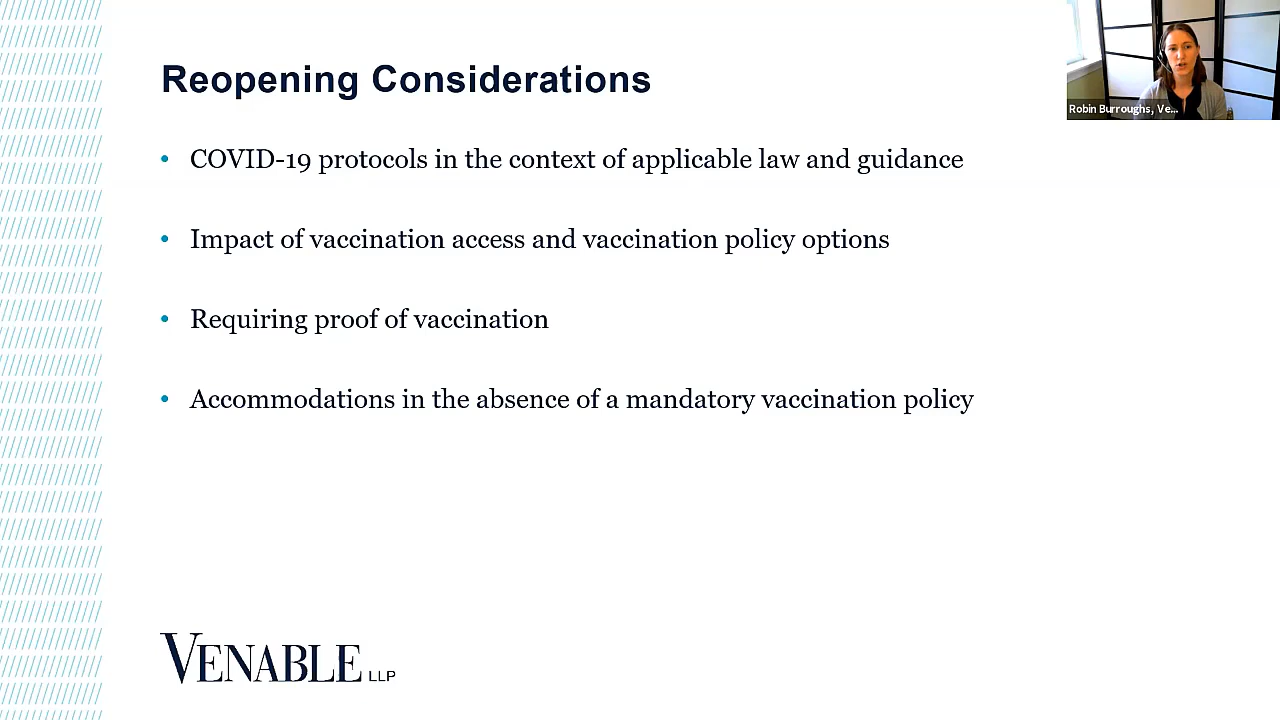 Reopening Considerations
Robin Burroughs, Ve...
• COVID-19 protocols in the context of applicable law and guidance
• Impact of vaccination access and vaccination policy options
• Requiring proof of vaccination
• Accommodations in the absence of a mandatory vaccination policy
VENABLE LLP